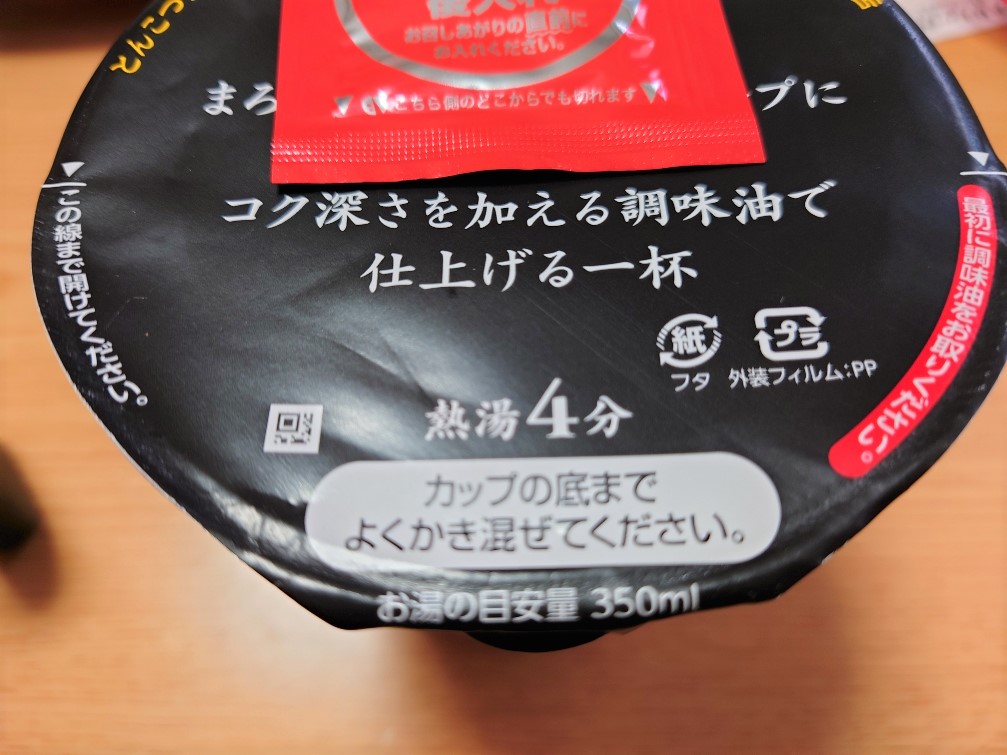 とんこつ
後入れ
お召しあがりの直前に
お入れください。
こちら側のどこからでも切れます
まろ
プに
コク深さを加える調味油で
仕上げる一杯
この線まで開けてください。
最初に調味油をお取りください。
紙
フタ
プラ
外装フィルム:PP
熱湯4分
カップの底まで
よくかき混ぜてください。
お湯の目安量 350ml